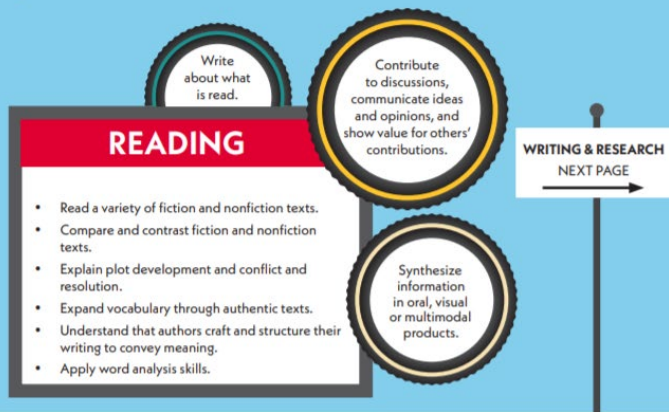 Write
about what
is read.
Contribute
to discussions,
communicate ideas
and opinions, and
show value for others’
contributions.
READING
• Read a variety of fiction and nonfiction texts.
• Compare and contrast fiction and nonfiction
texts.
• Explain plot development and conflict and
resolution.
• Expand vocabulary through authentic texts.
• Understand that authors craft and structure their
writing to convey meaning.
• Apply word analysis skills.
Synthesize
information
in oral, visual
or multimodal
products.
WRITING & RESEARCH
NEXT PAGE